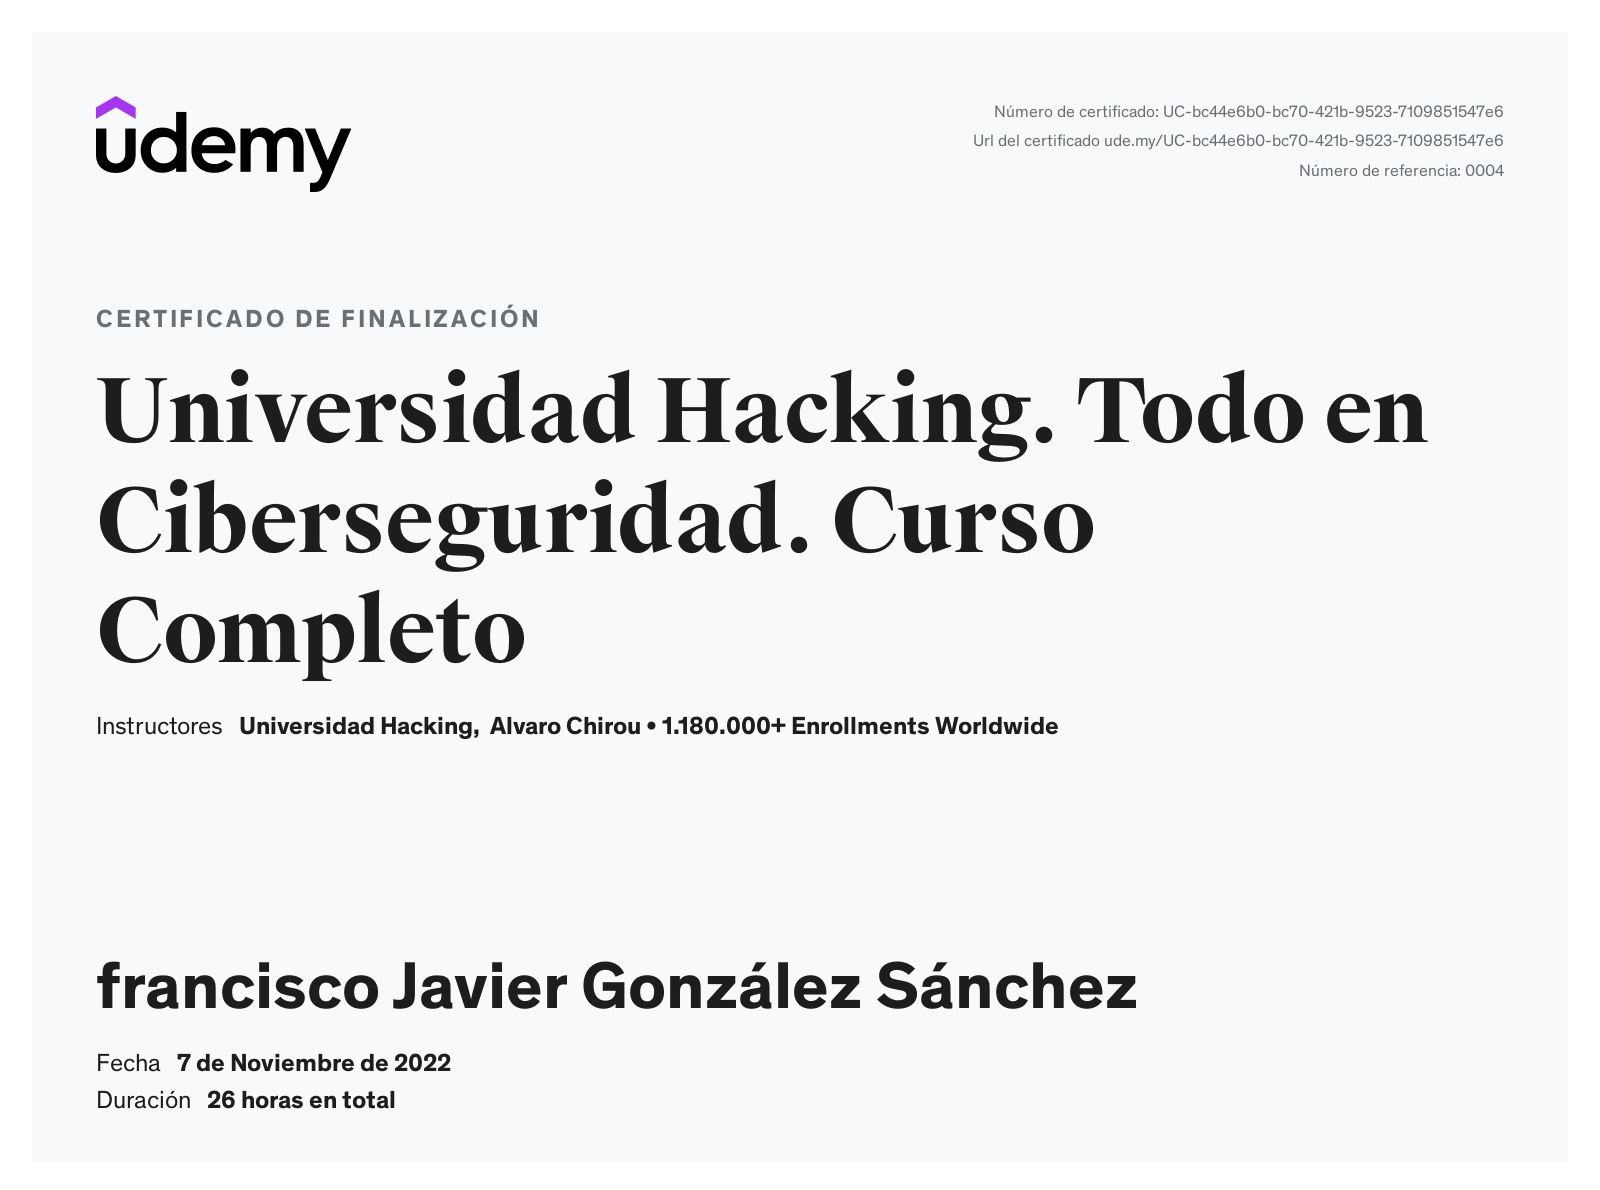 udemy
Número de certificado: UC-bc44e6b0-bc70-421b-9523-7109851547e6
Url del certificado ude.my/UC-bc44e6b0-bc70-421b-9523-7109851547e6
Número de referencia: 0004
CERTIFICADO DE FINALIZACIÓN
Universidad Hacking. Todo en
Ciberseguridad. Curso
Completo
Instructores Universidad Hacking, Alvaro Chirou • 1.180.000+ Enrollments Worldwide
francisco Javier González Sánchez
Fecha 7 de Noviembre de 2022
Duración 26 horas en total